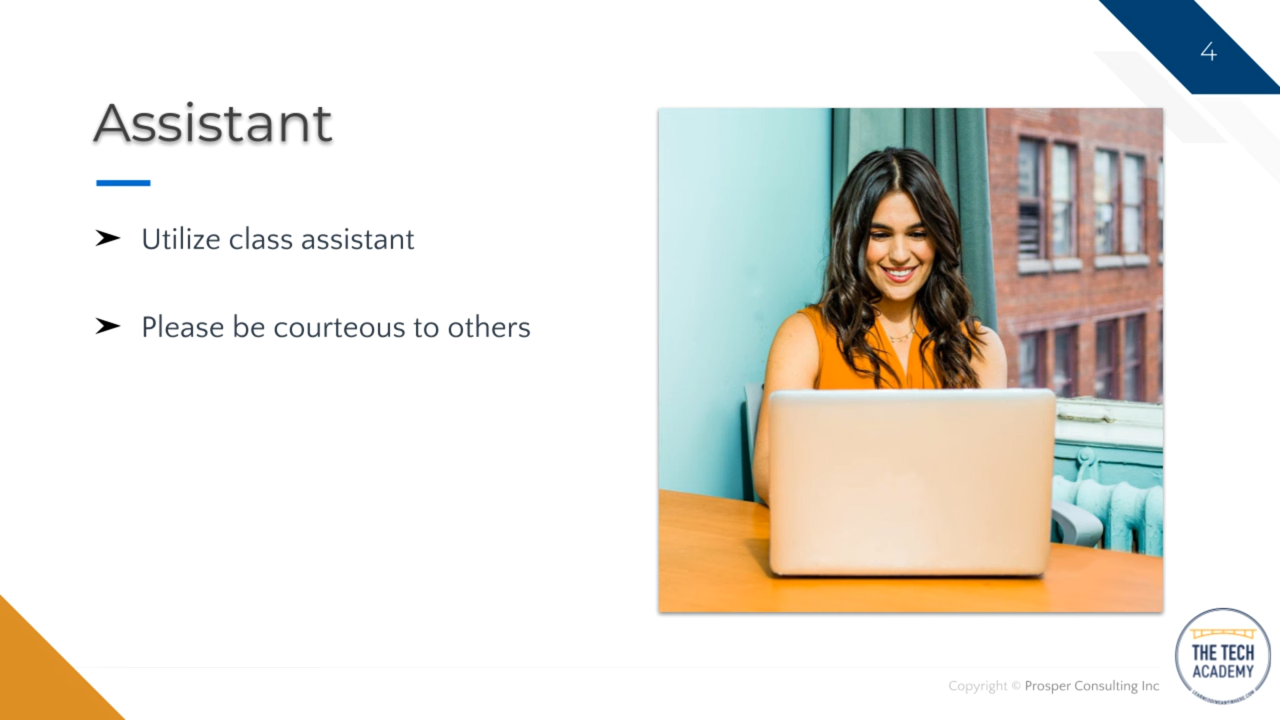 4
Assistant
➤ Utilize class assistant
➤ Please be courteous to others
THE TECH
ACADEMY
Copyright © Prosper Consulting Inc